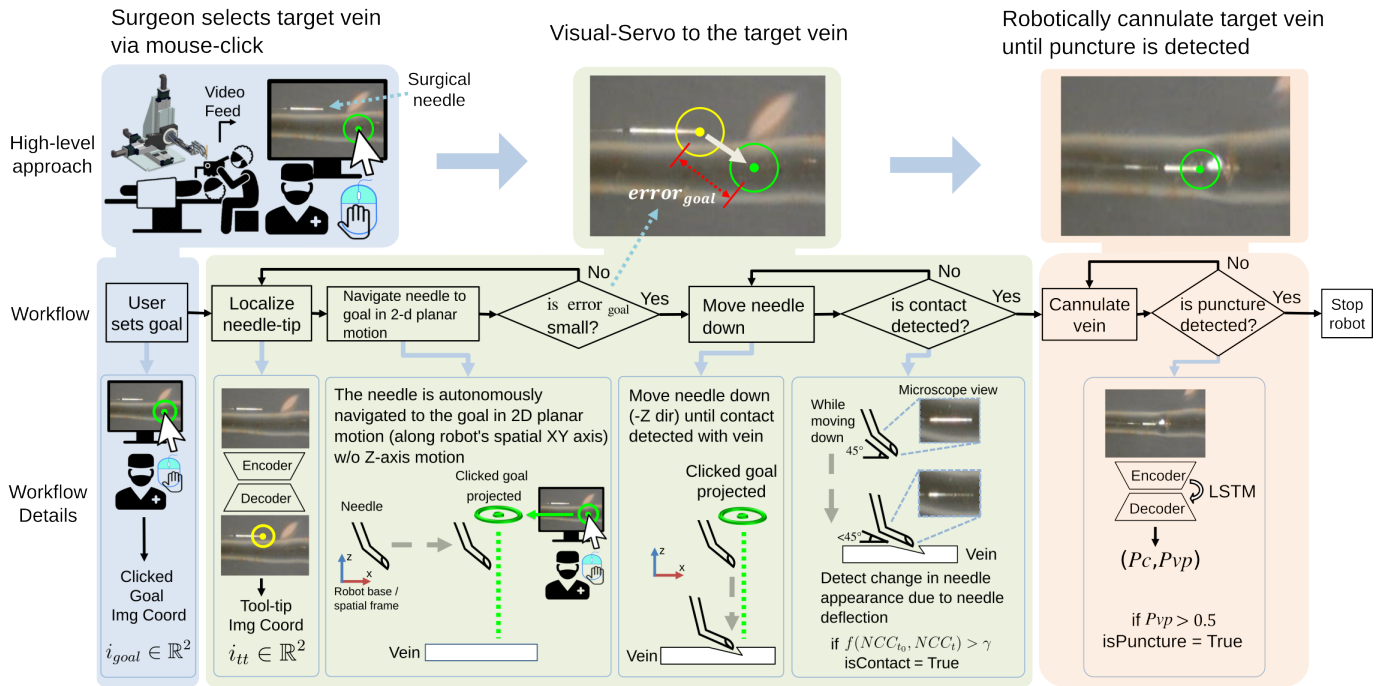 Surgeon selects target vein
via mouse-click
Visual-Servo to the target vein
Robotically cannulate target vein
until puncture is detected
High-level
approach
Video
Feed
Surgical
needle
error_goal
Workflow
User
sets goal
Localize
needle-tip
Navigate needle to
goal in 2-d planar
motion
is error goal
small?
No
Yes
Move needle
down
is contact
detected?
No
Yes
Cannulate
vein
is puncture
detected?
No
Yes
Stop
robot
Workflow
Details
Clicked
Goal
Img Coord
i_{goal} ∈ ℝ²
Encoder
Decoder
Tool-tip
Img Coord
i_{tt} ∈ ℝ²
The needle is autonomously
navigated to the goal in 2D planar
motion (along robot's spatial XY axis)
w/o Z-axis motion
Clicked goal
projected
Needle
z
x
Robot base /
spatial frame
Vein
Move needle down
(-Z dir) until contact
detected with vein
Clicked goal
projected
z
x
Vein
Microscope view
While
moving
down
45°
<45°
Vein
Detect change in needle
appearance due to needle
deflection
if f(NCC_{t_0}, NCC_t) > γ
isContact = True
Encoder
LSTM
Decoder
(Pc,Pvp)
if Pvp > 0.5
isPuncture = True